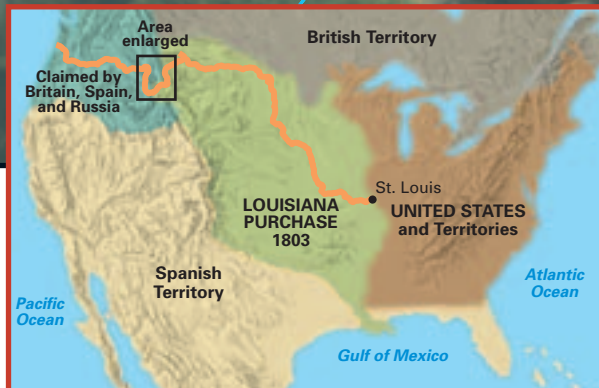 Area
enlarged
British Territory
Claimed by
Britain, Spain,
and Russia
St. Louis
LOUISIANA
PURCHASE
1803
UNITED STATES
and Territories
Spanish
Territory
Pacific
Ocean
Atlantic
Ocean
Gulf of Mexico